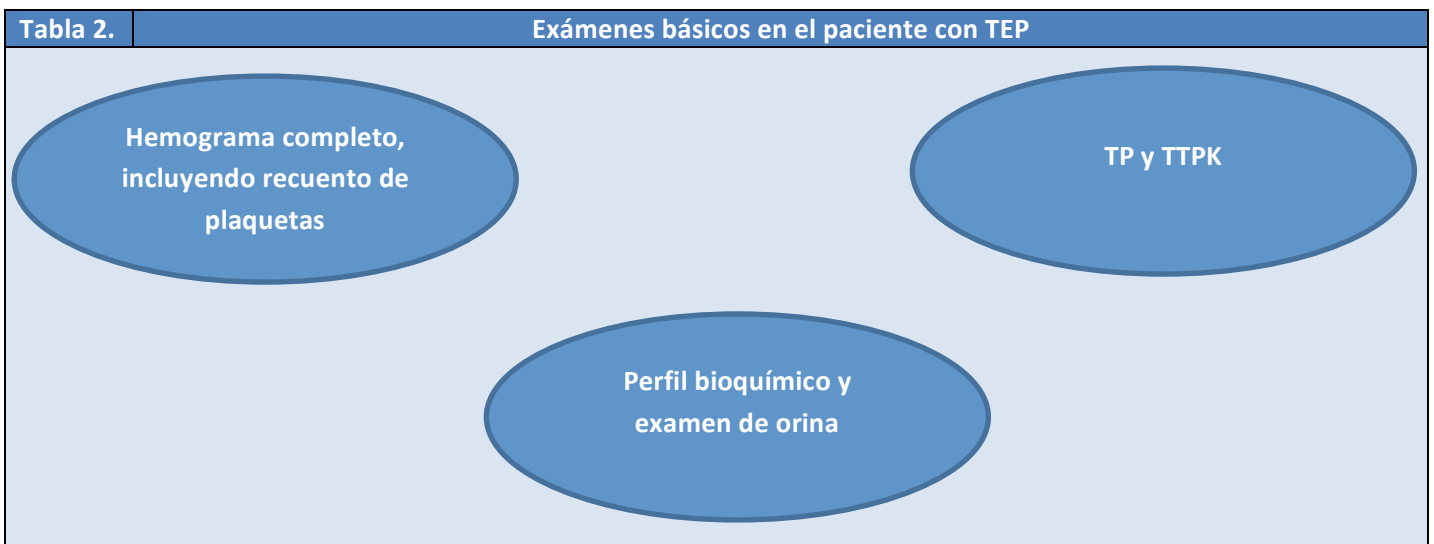 Tabla 2. Exámenes básicos en el paciente con TEP
Hemograma completo,
incluyendo recuento de
plaquetas
TP y TTPK
Perfil bioquímico y
examen de orina